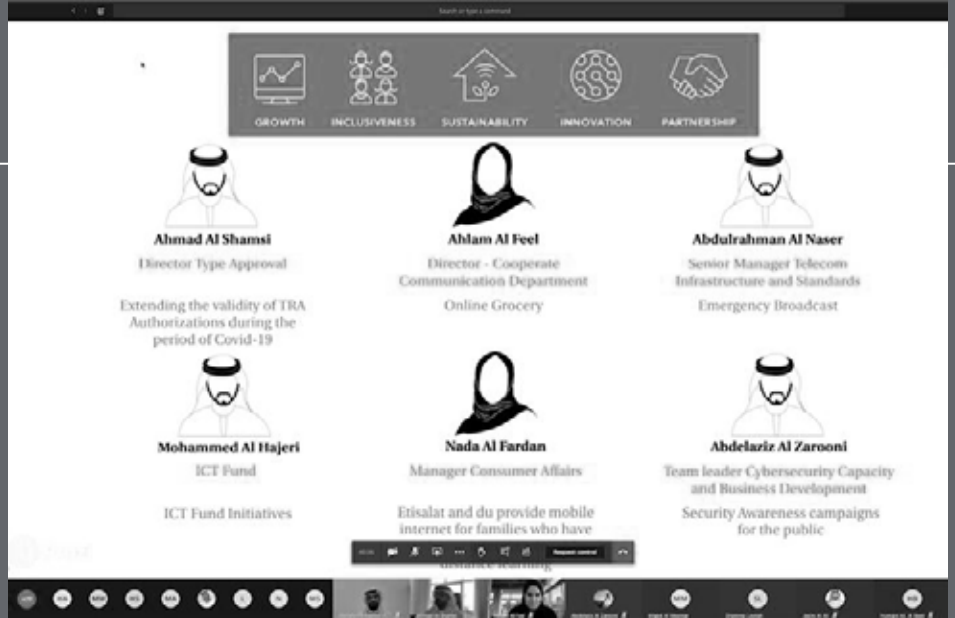 Search or type a command
GROWTH
INCLUSIVENESS
SUSTAINABILITY
INNOVATION
PARTNERSHIP
Ahmad Al Shamsi
Director Type Approval
Extending the validity of TRA
Authorizations during the
period of Covid-19
Ahlam Al Feel
Director - Cooperate
Communication Department
Online Grocery
Abdulrahman Al Naser
Senior Manager Telecom
Infrastructure and Standards
Emergency Broadcast
Mohammed Al Hajeri
ICT Fund
ICT Fund Initiatives
Nada Al Fardan
Manager Consumer Affairs
Etisalat and du provide mobile
internet for families who have
distance learning
Abdelaziz Al Zarooni
Team leader Cybersecurity Capacity
and Business Development
Security Awareness campaigns
for the public
Request control